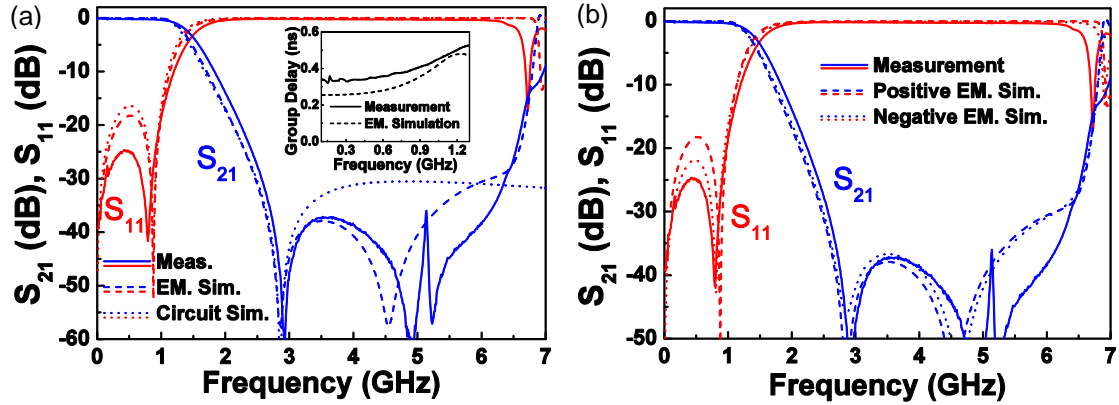 (a)
S21 (dB), S11 (dB)
0
-10
-20
-30
-40
-50
-60
0 1 2 3 4 5 6 7
Frequency (GHz)
S21
S11
Meas.
EM. Sim.
Circuit Sim.
Group Delay (ns)
0.6
0.4
0.2
0.0
0.3 0.6 0.9 1.2
Frequency (GHz)
Measurement
EM. Simulation
(b)
S21 (dB), S11 (dB)
0
-10
-20
-30
-40
-50
0 1 2 3 4 5 6 7
Frequency (GHz)
Measurement
Positive EM. Sim.
Negative EM. Sim.
S21
S11